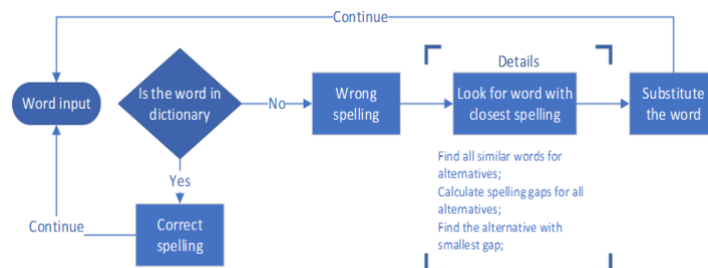 Continue
Details
Word input
Is the word in
dictionary
No
Wrong
spelling
Look for word with
closest spelling
Substitute
the word
Yes
Find all similar words for
alternatives;
Calculate spelling gaps for all
alternatives;
Find the alternative with
smallest gap;
Continue
Correct
spelling